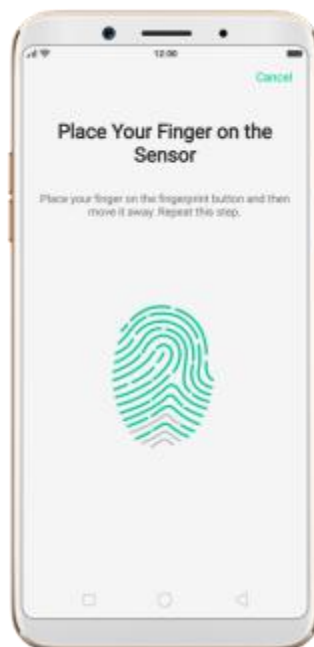 12:00
Cancel
Place Your Finger on the
Sensor
Place your finger on the fingerprint button and then
move it away. Repeat this step.